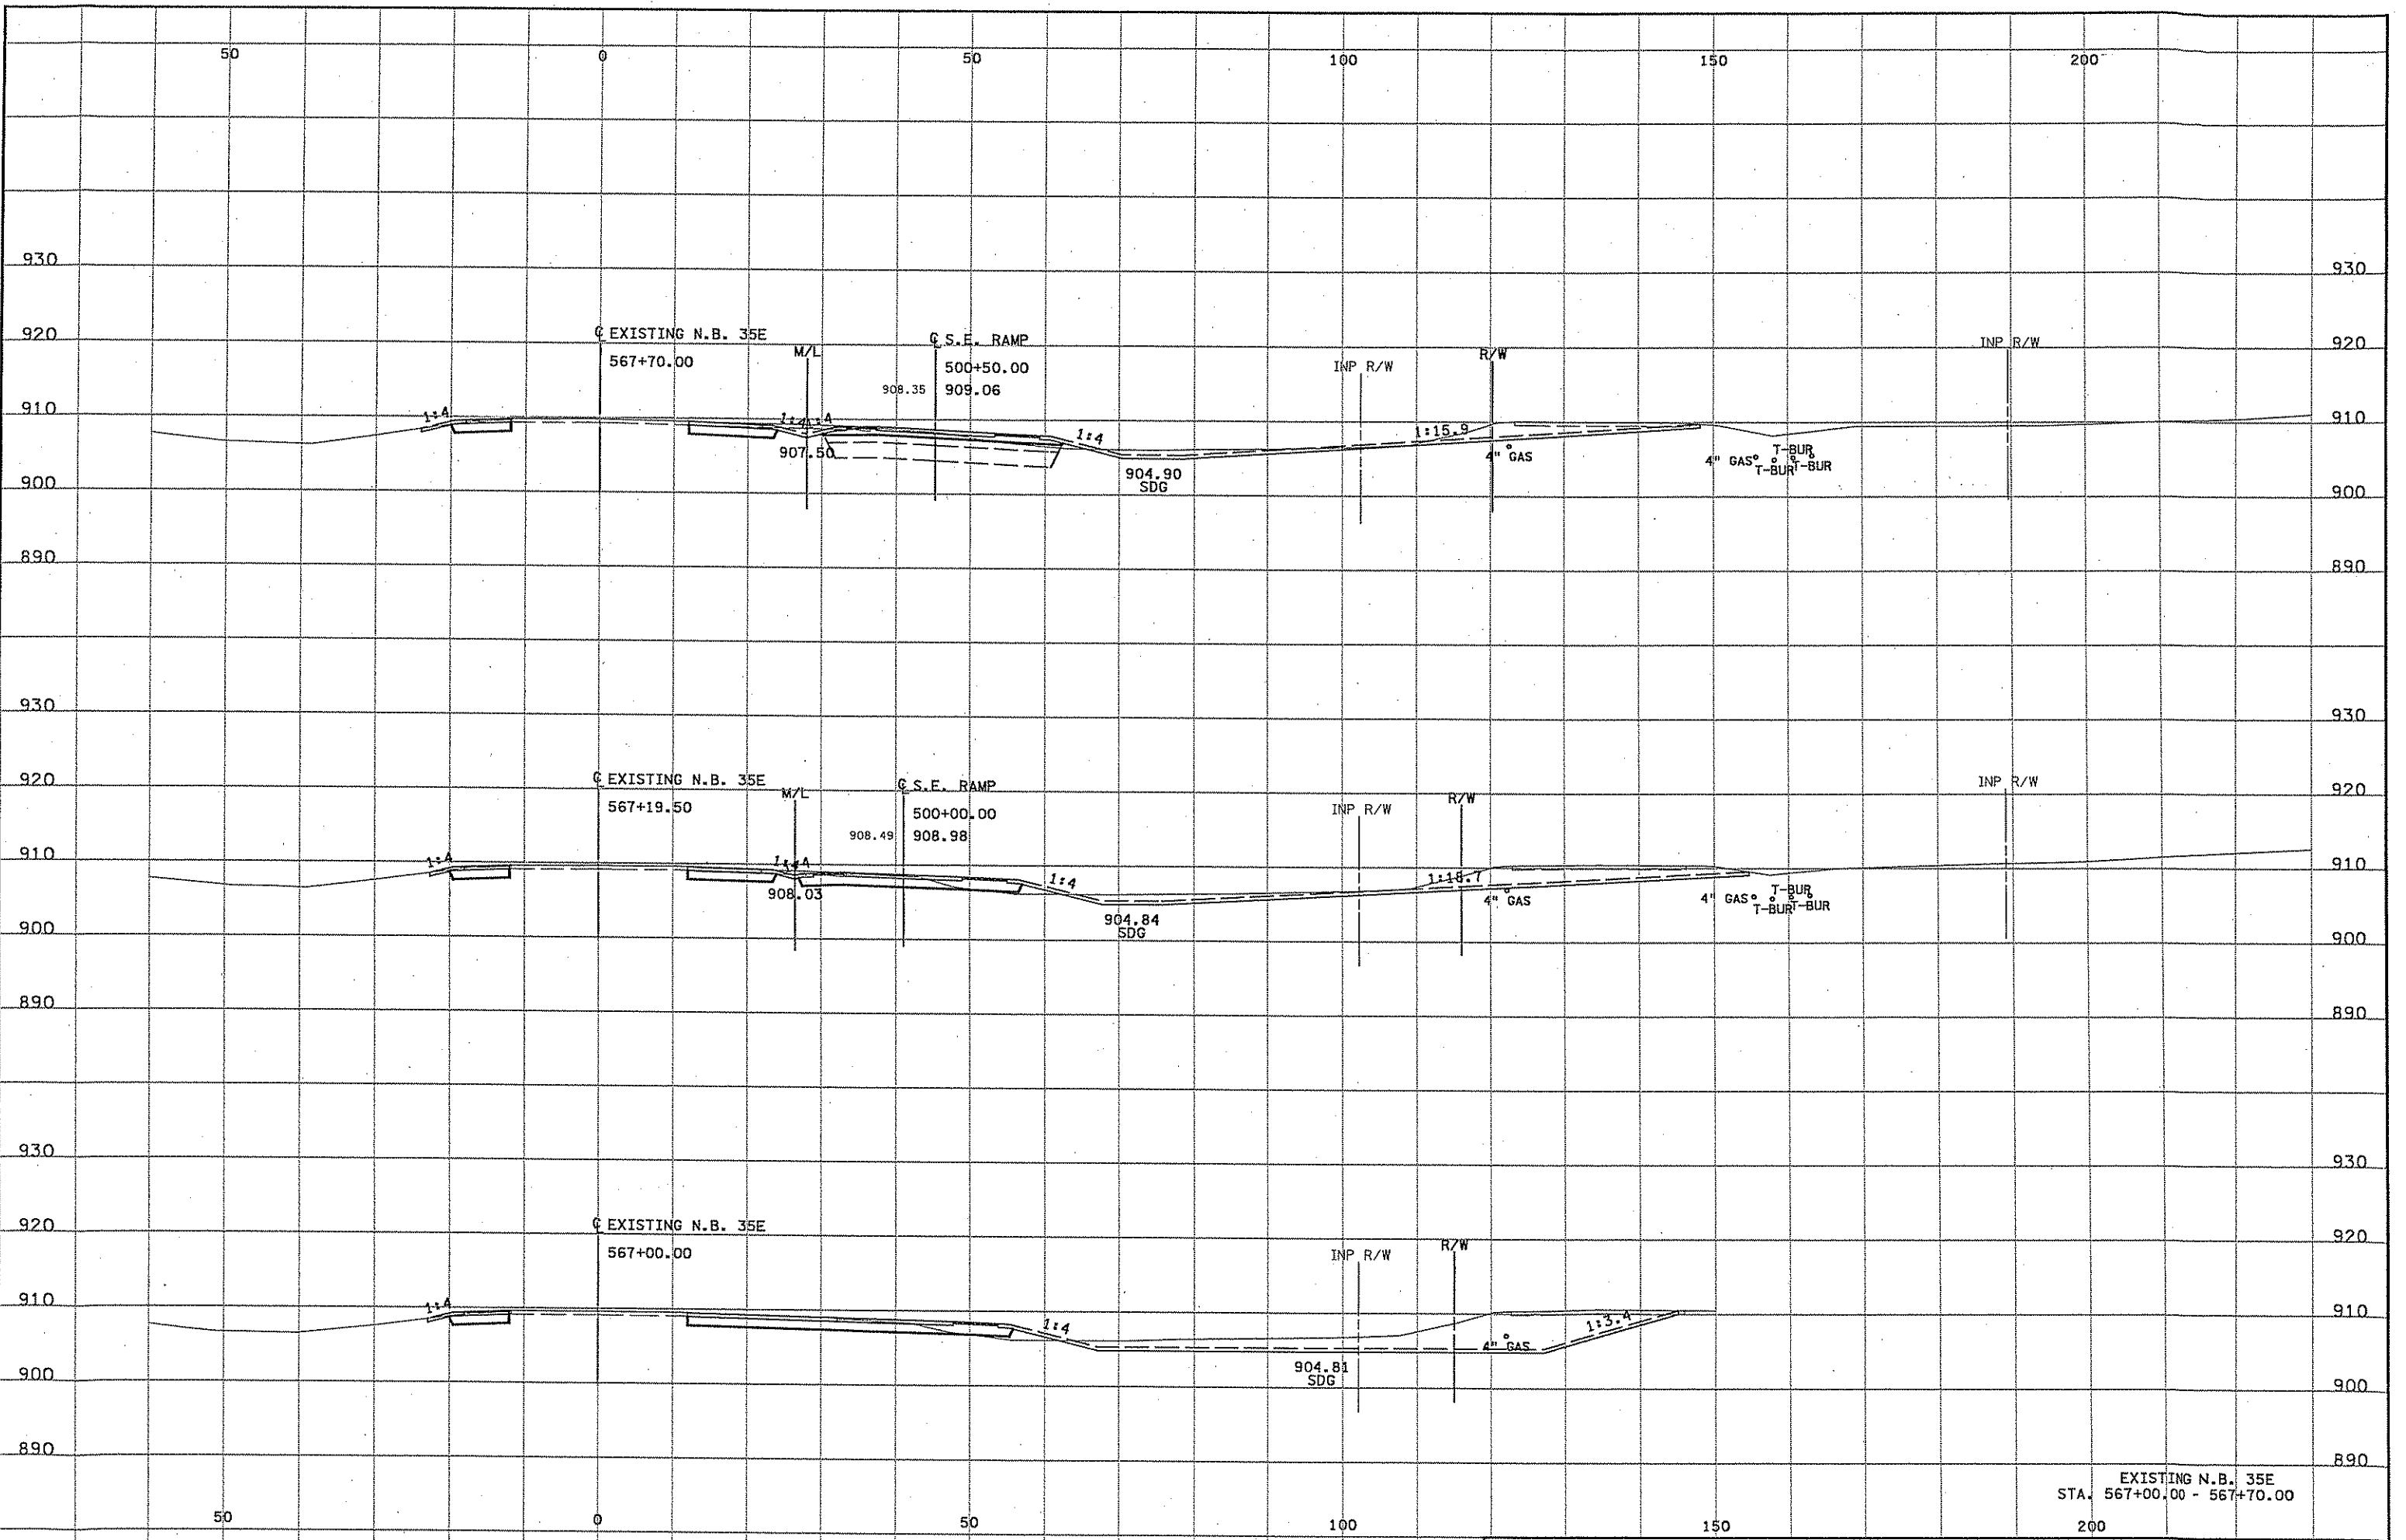 50 0 50 100 150 200
930 930
920 920
℄ EXISTING N.B. 35E
567+70.00
M/L
℄ S.E. RAMP
500+50.00
908.35 909.06
INP R/W
R/W
INP R/W
910 910
1:4
1:4
1:4
1:4
1:15.9
907.50
4" GAS
4" GAS
T-BUR
T-BUR
T-BUR
904.90
SDG
900 900
890 890
930 930
920 920
℄ EXISTING N.B. 35E
567+19.50
M/L
℄ S.E. RAMP
500+00.00
908.49 908.98
INP R/W
R/W
INP R/W
910 910
1:4
1:4
908.03
4" GAS
4" GAS
T-BUR
T-BUR
T-BUR
904.84
SDG
900 900
890 890
930 930
920 920
℄ EXISTING N.B. 35E
567+00.00
INP R/W
R/W
910 910
1:4
1:4
1:3.4
4" GAS
904.81
SDG
900 900
890 890
EXISTING N.B. 35E
STA. 567+00.00 - 567+70.00
50 0 50 100 150 200